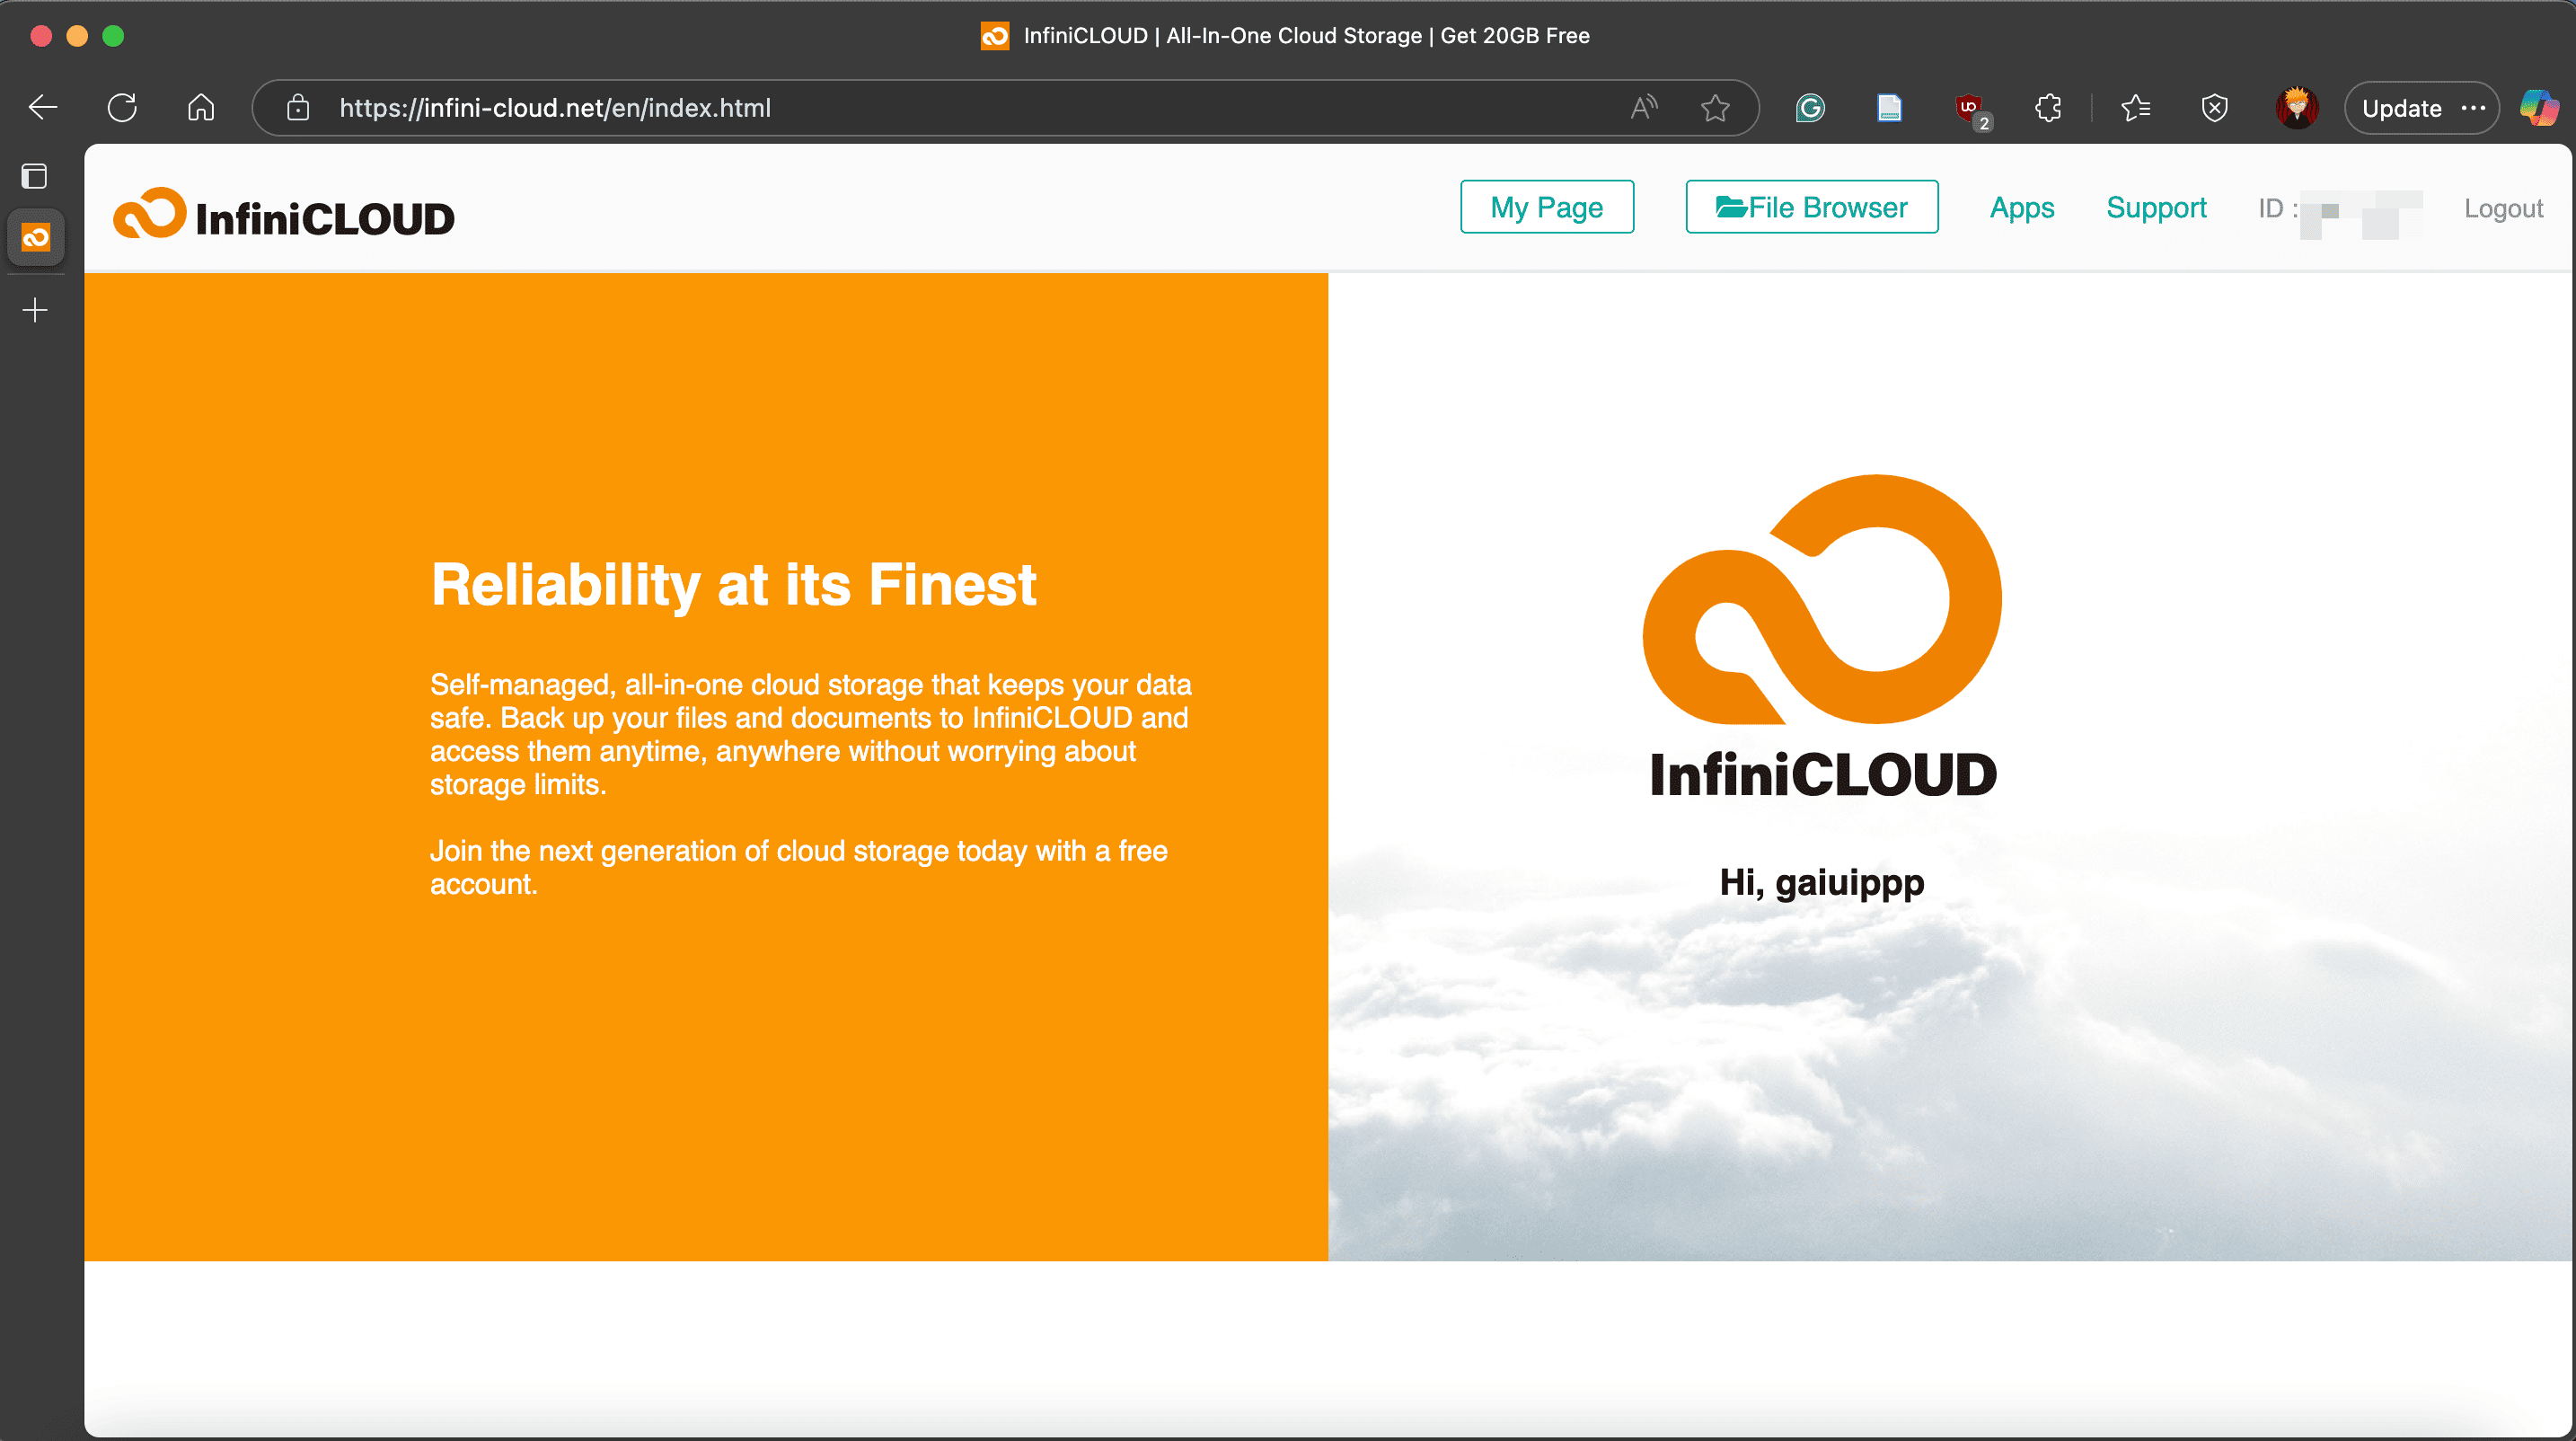 InfiniCLOUD | All-In-One Cloud Storage | Get 20GB Free
https://infini-cloud.net/en/index.html
A
2
Update
InfiniCLOUD
My Page
File Browser
Apps
Support
ID :
Logout
Reliability at its Finest
Self-managed, all-in-one cloud storage that keeps your data
safe. Back up your files and documents to InfiniCLOUD and
access them anytime, anywhere without worrying about
storage limits.
Join the next generation of cloud storage today with a free
account.
InfiniCLOUD
Hi, gaiuippp